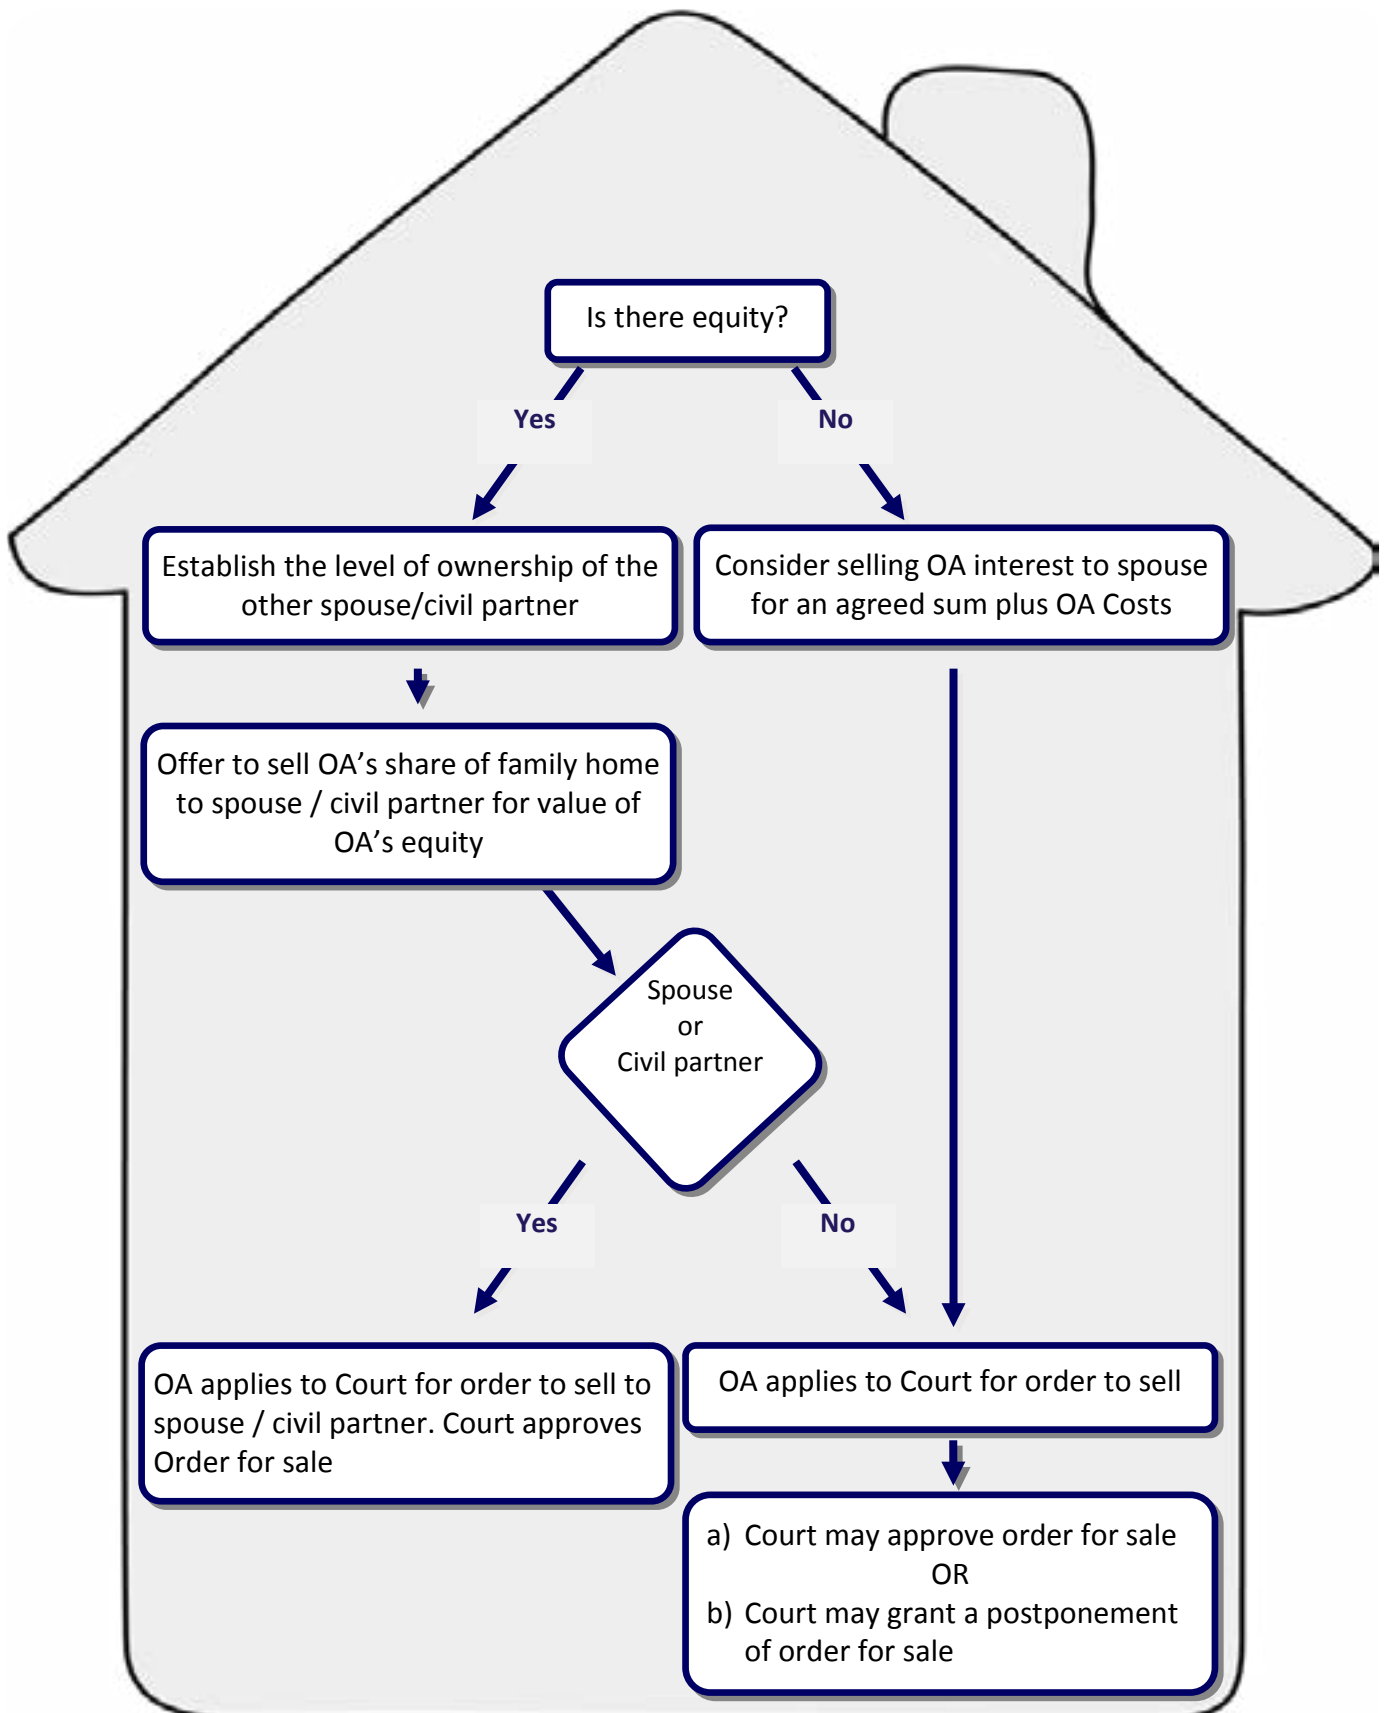 Is there equity?
Yes
No
Establish the level of ownership of the
other spouse/civil partner
Consider selling OA interest to spouse
for an agreed sum plus OA Costs
Offer to sell OA’s share of family home
to spouse / civil partner for value of
OA’s equity
Spouse
or
Civil partner
Yes
No
OA applies to Court for order to sell to
spouse / civil partner. Court approves
Order for sale
OA applies to Court for order to sell
a) Court may approve order for sale
OR
b) Court may grant a postponement
of order for sale